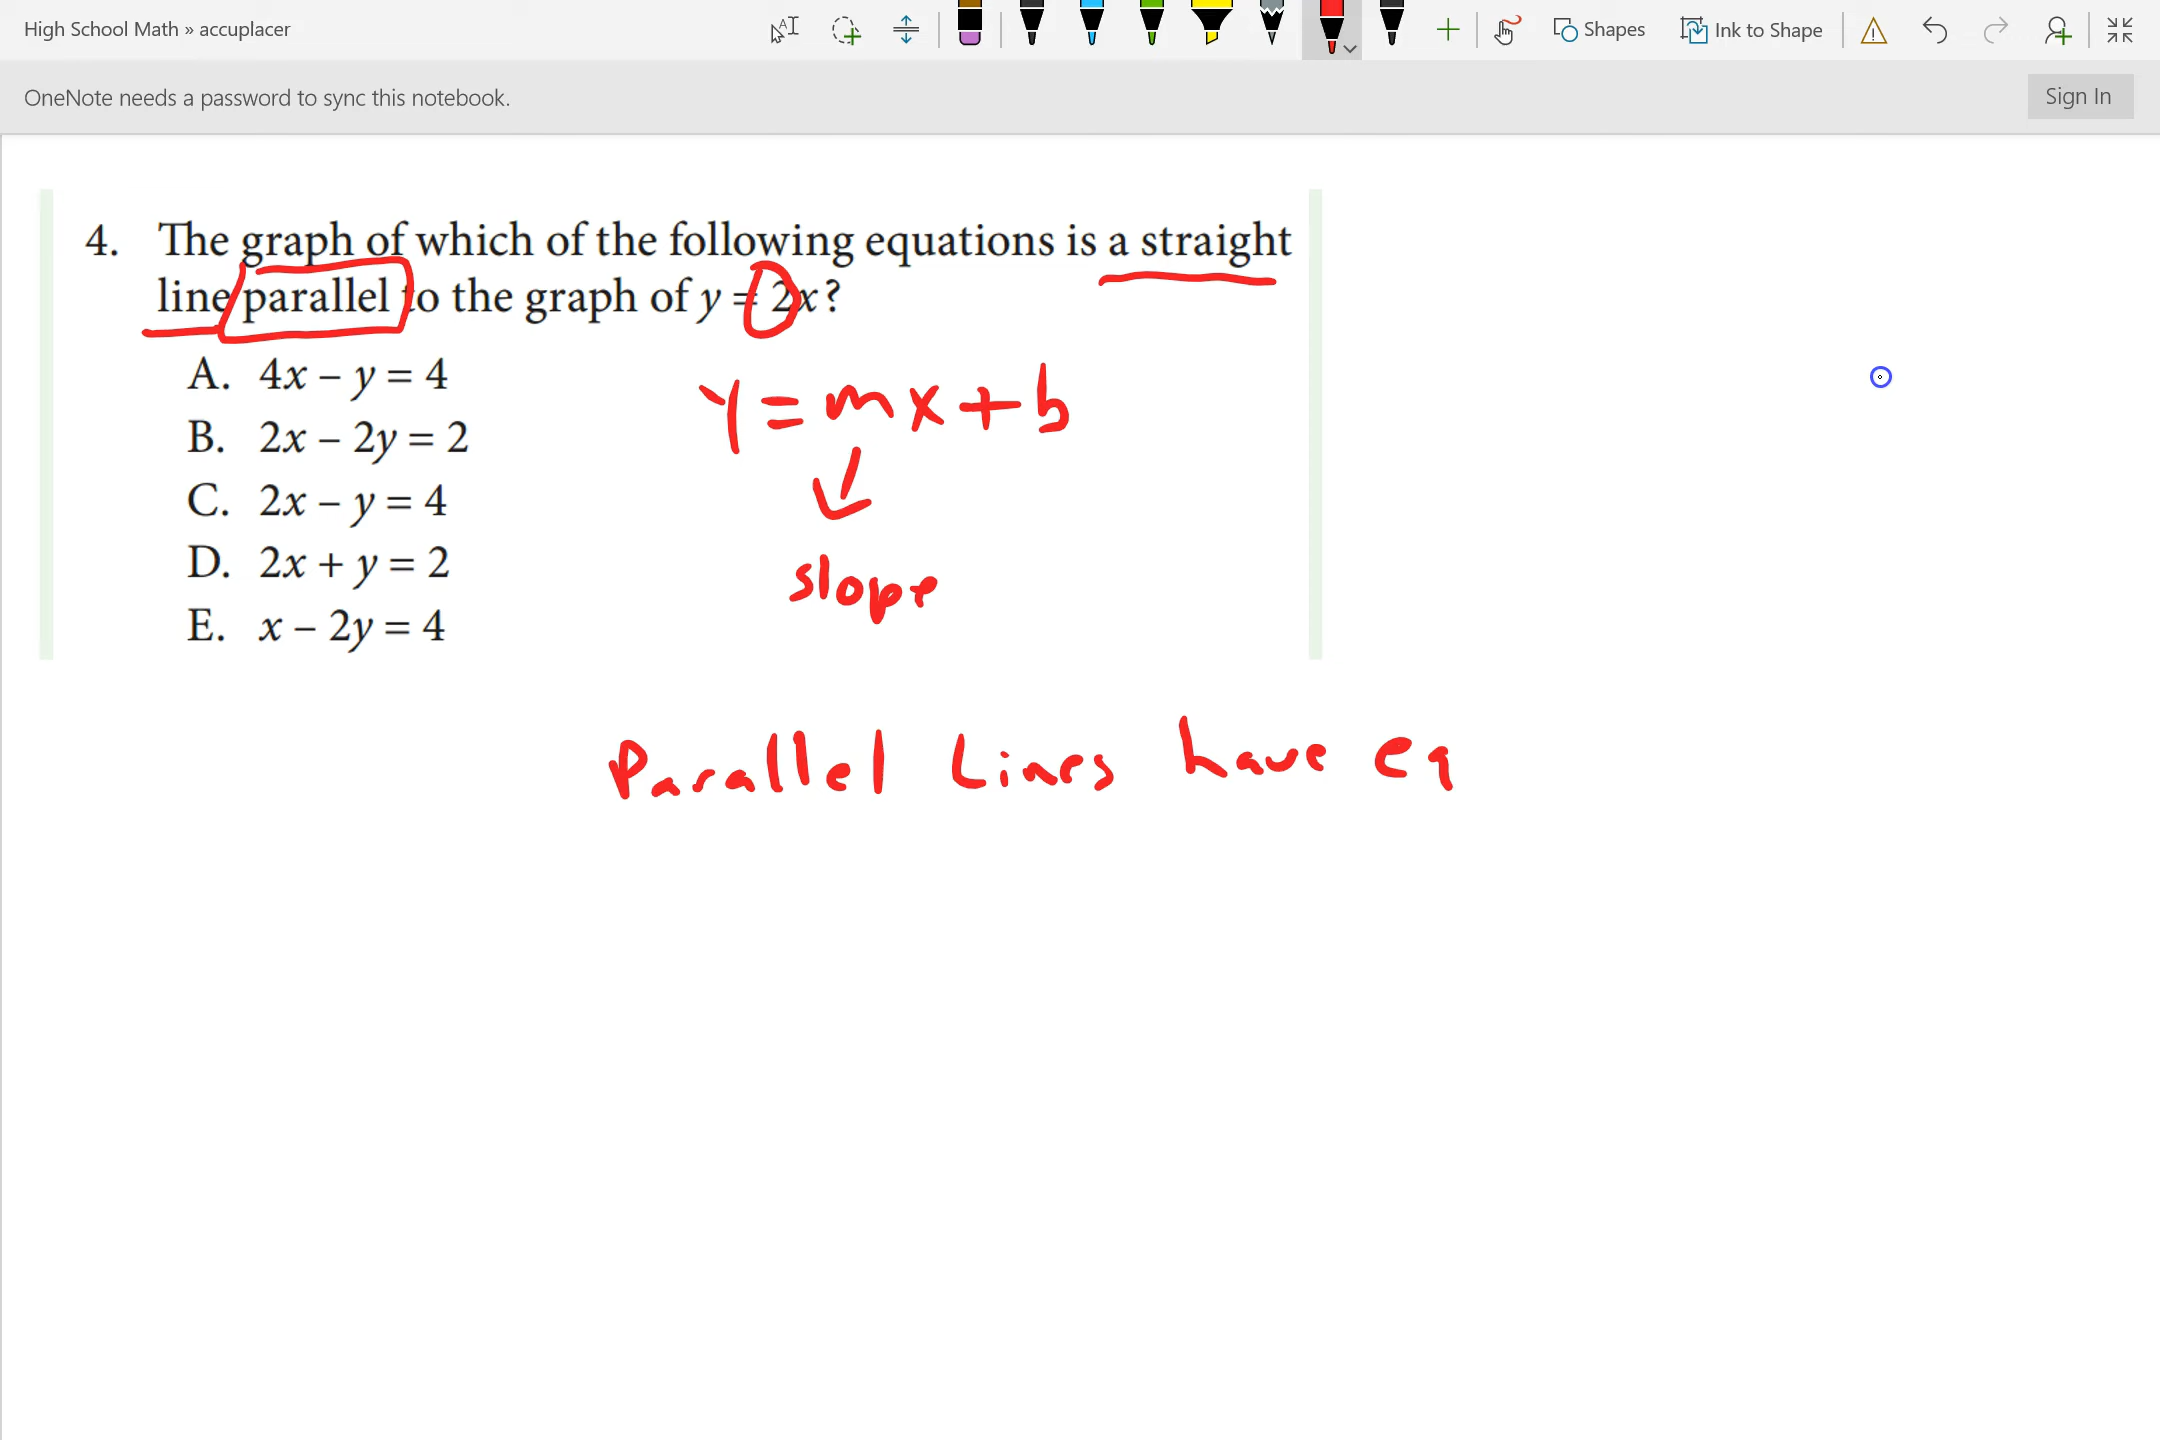 High School Math » accuplacer
Shapes
Ink to Shape
OneNote needs a password to sync this notebook.
Sign In
4. The graph of which of the following equations is a straight
line parallel to the graph of y = 2x?
A. 4x – y = 4
B. 2x – 2y = 2
C. 2x – y = 4
D. 2x + y = 2
E. x – 2y = 4
y = mx + b
slope
Parallel Lines have eq